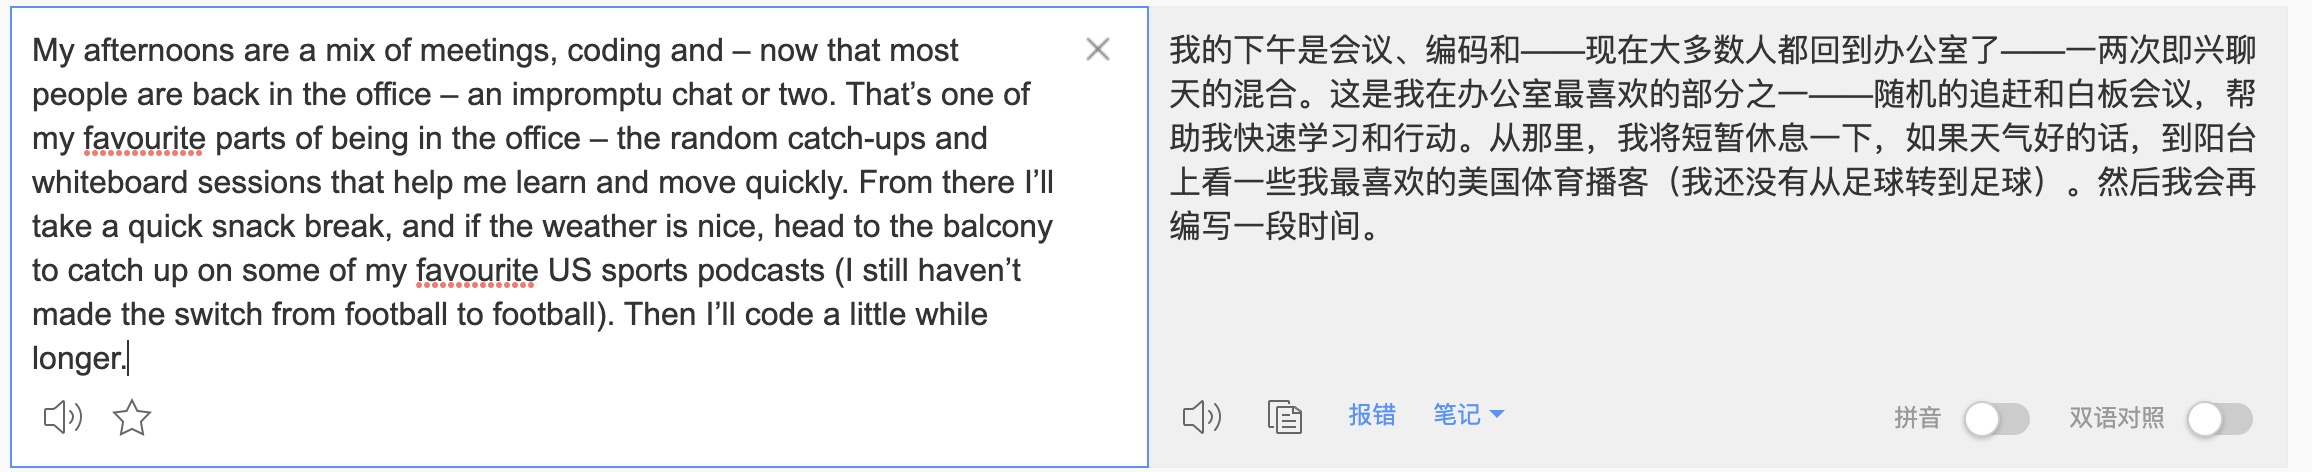 My afternoons are a mix of meetings, coding and – now that most
people are back in the office – an impromptu chat or two. That’s one of
my favourite parts of being in the office – the random catch-ups and
whiteboard sessions that help me learn and move quickly. From there I’ll
take a quick snack break, and if the weather is nice, head to the balcony
to catch up on some of my favourite US sports podcasts (I still haven’t
made the switch from football to football). Then I’ll code a little while
longer.
我的下午是会议、编码和——现在大多数人都回到办公室了——一两次即兴聊
天的混合。这是我在办公室最喜欢的部分之一——随机的追赶和白板会议，帮
助我快速学习和行动。从那里，我将短暂休息一下，如果天气好的话，到阳台
上看一些我最喜欢的美国体育播客（我还没有从足球转到足球）。然后我会再
编写一段时间。
报错 笔记
拼音 双语对照